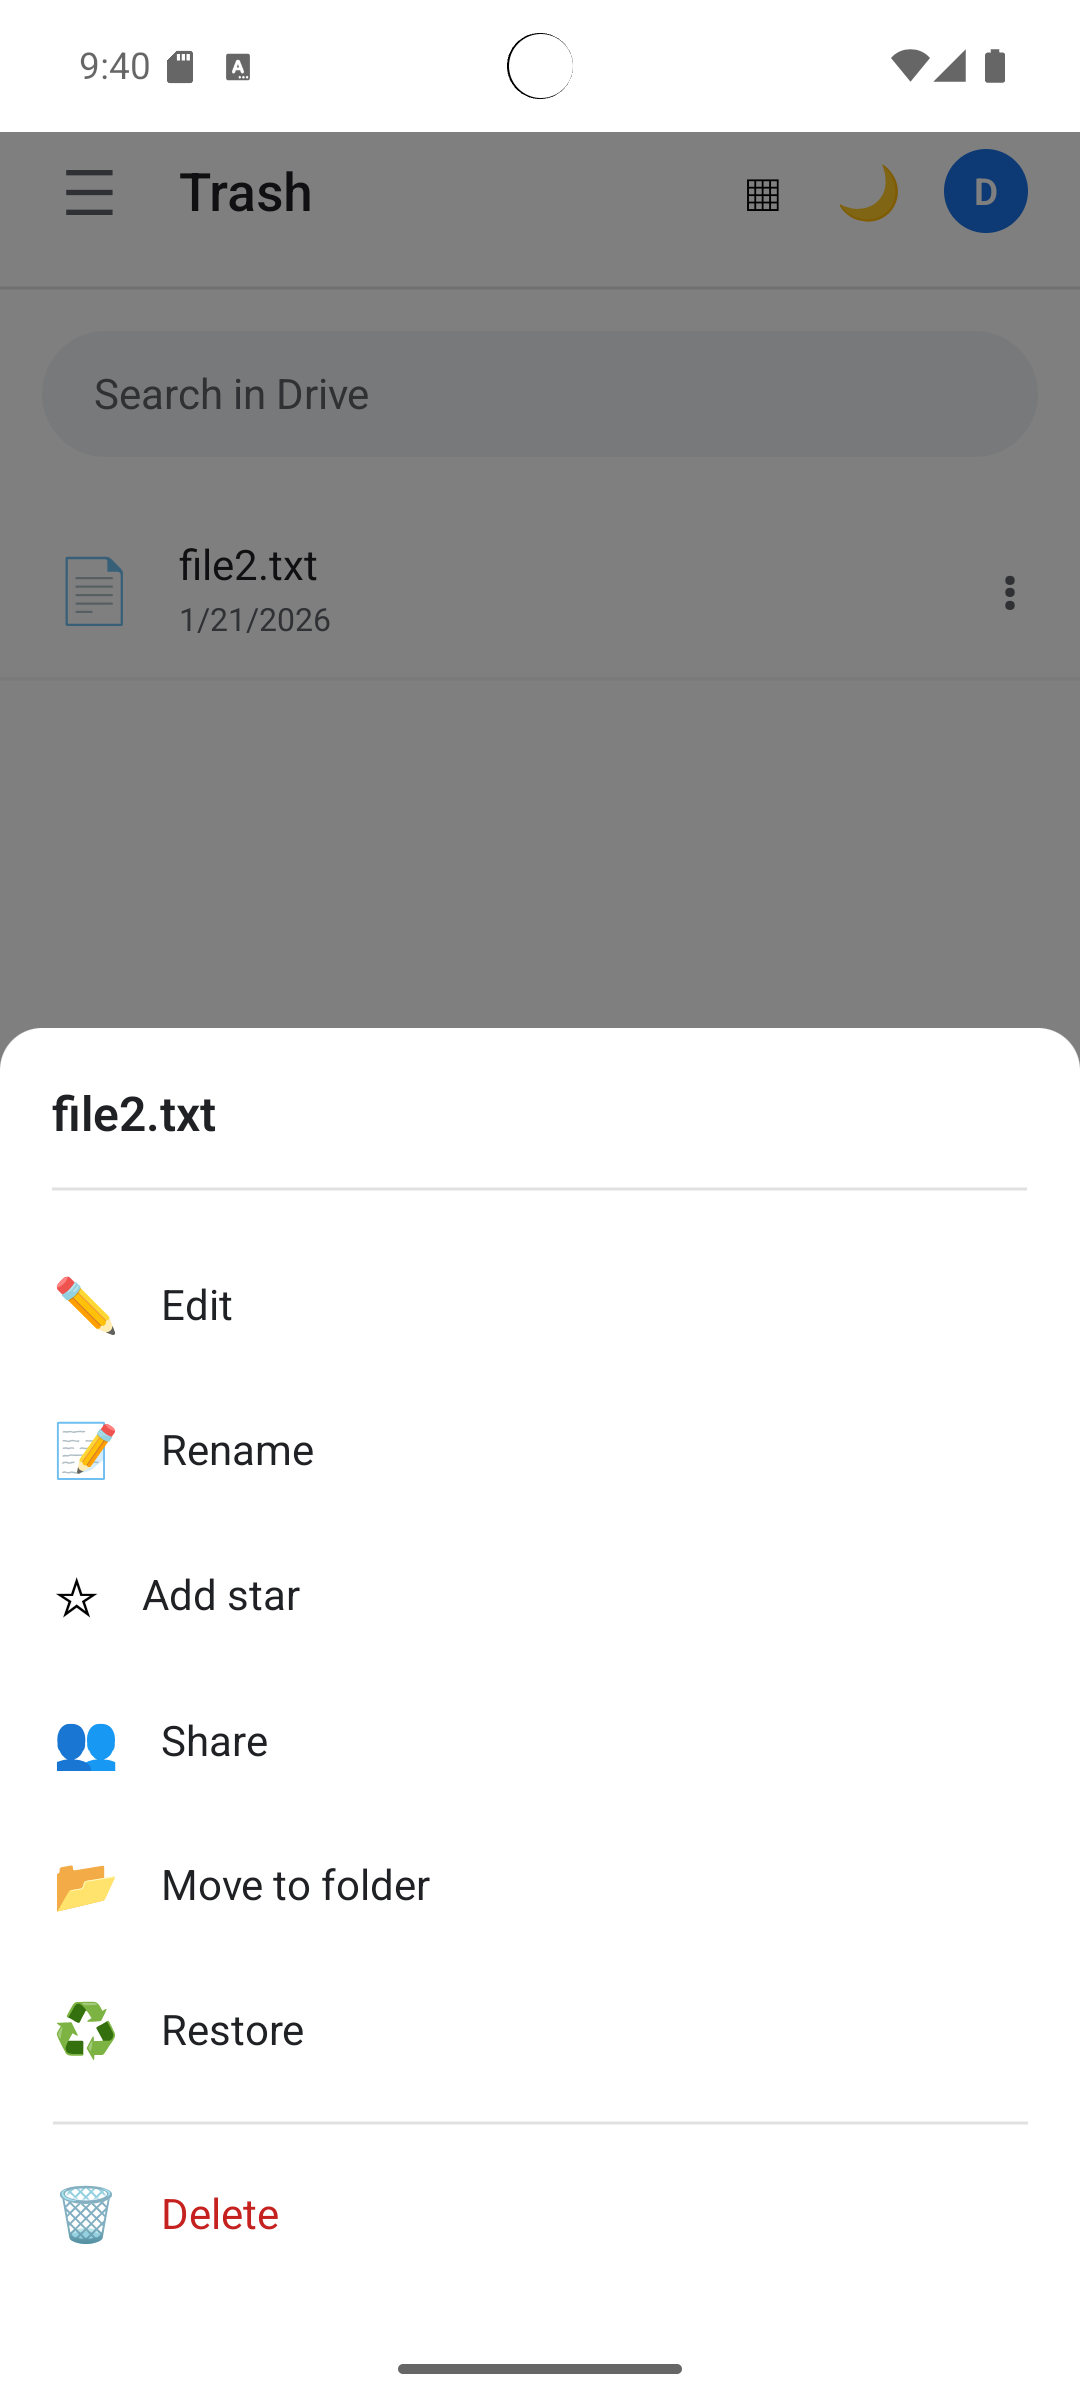 9:40
Trash
D
Search in Drive
file2.txt
1/21/2026
file2.txt
Edit
Rename
Add star
Share
Move to folder
Restore
Delete